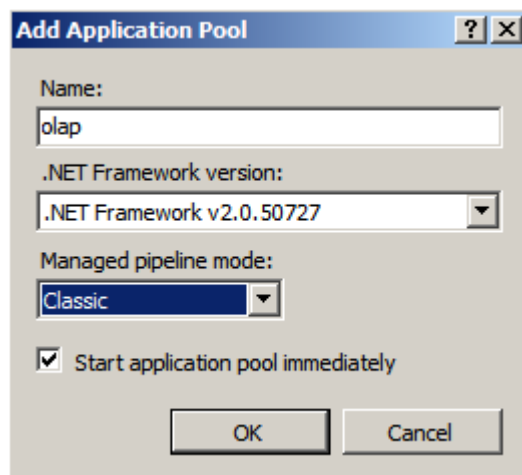 Add Application Pool
Name:
olap
.NET Framework version:
.NET Framework v2.0.50727
Managed pipeline mode:
Classic
Start application pool immediately
OK Cancel